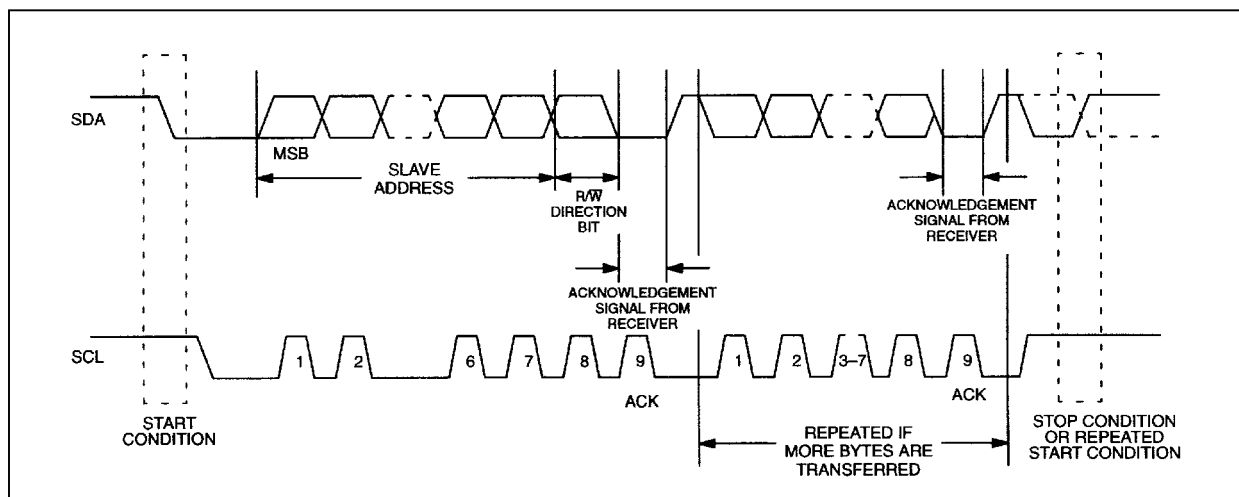 SDA
MSB
SLAVE
ADDRESS
R/W̅
DIRECTION
BIT
ACKNOWLEDGEMENT
SIGNAL FROM
RECEIVER
ACKNOWLEDGEMENT
SIGNAL FROM
RECEIVER
SCL
1
2
6
7
8
9
1
2
3–7
8
9
ACK
ACK
START
CONDITION
REPEATED IF
MORE BYTES ARE
TRANSFERRED
STOP CONDITION
OR REPEATED
START CONDITION